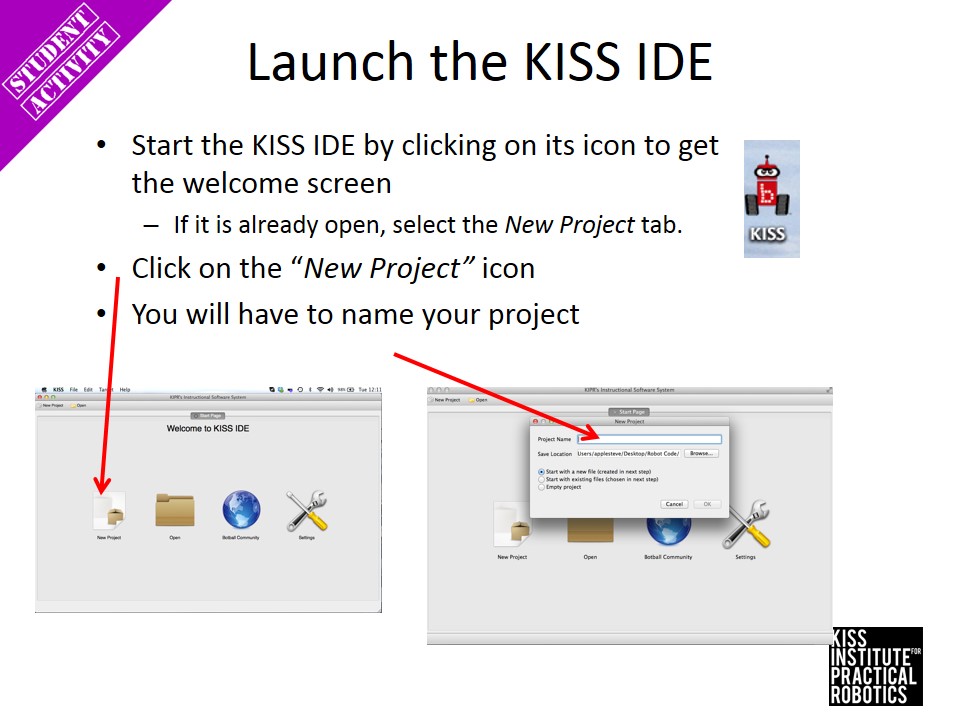 STUDENT
ACTIVITY
Launch the KISS IDE
• Start the KISS IDE by clicking on its icon to get
the welcome screen
– If it is already open, select the New Project tab.
• Click on the “New Project” icon
• You will have to name your project
KISS
KISS File Edit Target Help Tue 12:11
KIPR's Instructional Software System
New Project Open
Start Page
Welcome to KISS IDE
New Project Open Botball Community Settings
KIPR's Instructional Software System
New Project Open
Start Page
New Project
Project Name
Save Location Users/applesteve/Desktop/Robot Code/ Browse...
Start with a new file (created in next step)
Start with existing files (chosen in next step)
Empty project
Cancel OK
New Project Open Botball Community Settings
KISS
INSTITUTE FOR
PRACTICAL
ROBOTICS